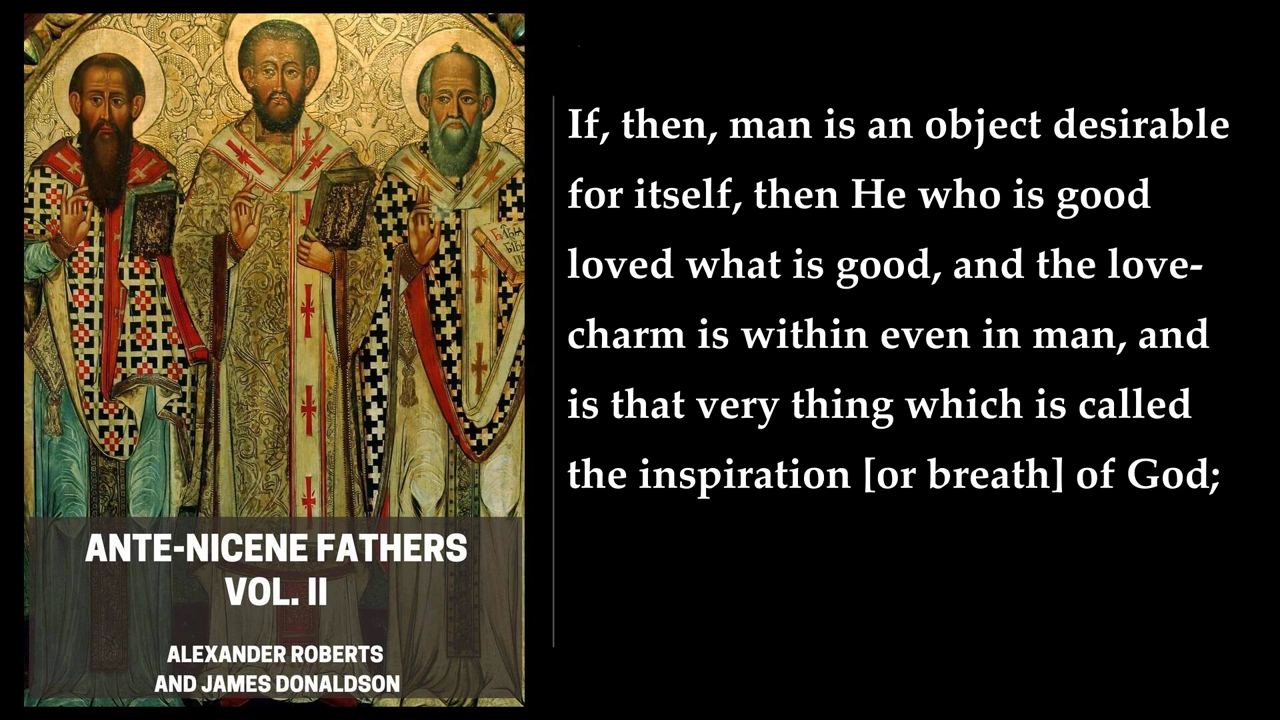 ANTE-NICENE FATHERS
VOL. II
ALEXANDER ROBERTS
AND JAMES DONALDSON
If, then, man is an object desirable
for itself, then He who is good
loved what is good, and the love-
charm is within even in man, and
is that very thing which is called
the inspiration [or breath] of God;